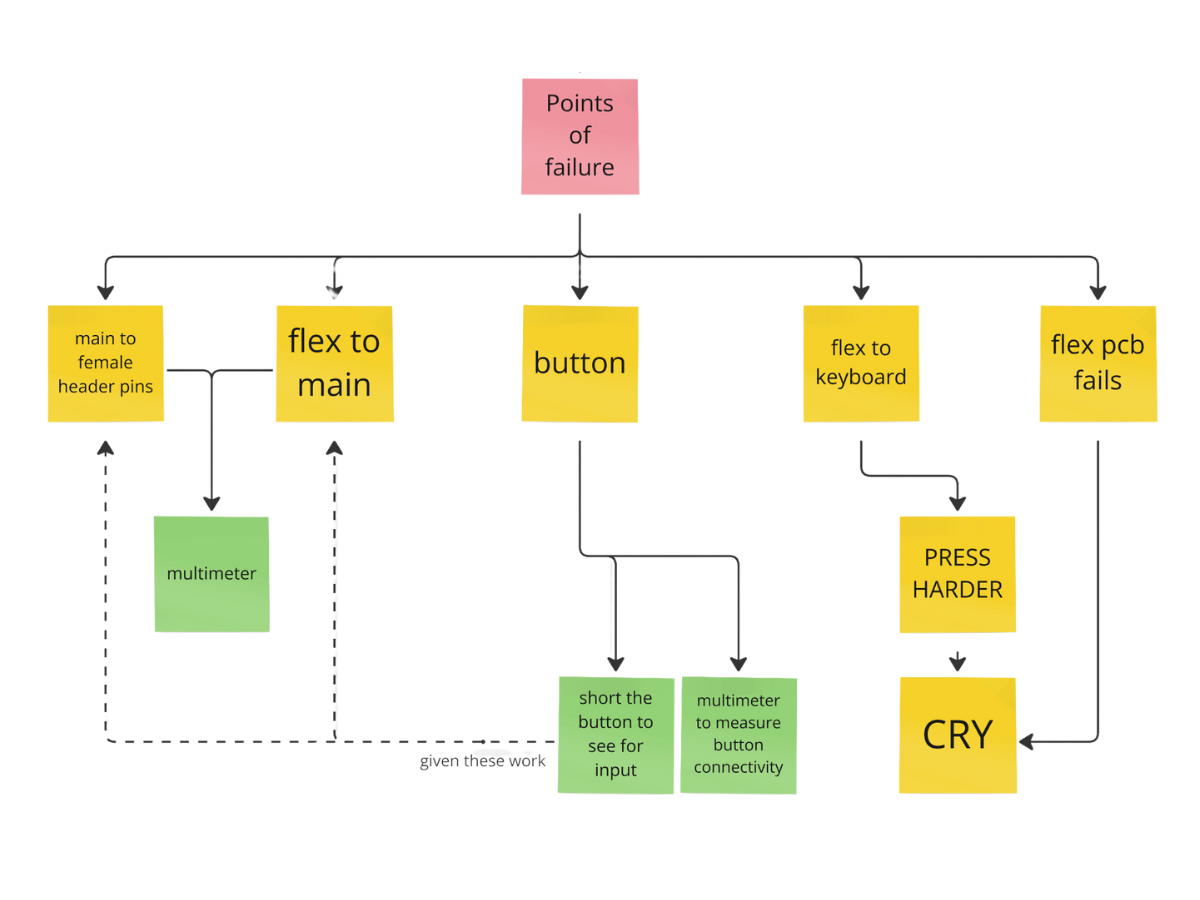 Points
of
failure
main to
female
header pins
flex to
main
button
flex to
keyboard
flex pcb
fails
multimeter
PRESS
HARDER
short the
button to
see for
input
multimeter
to measure
button
connectivity
CRY
given these work